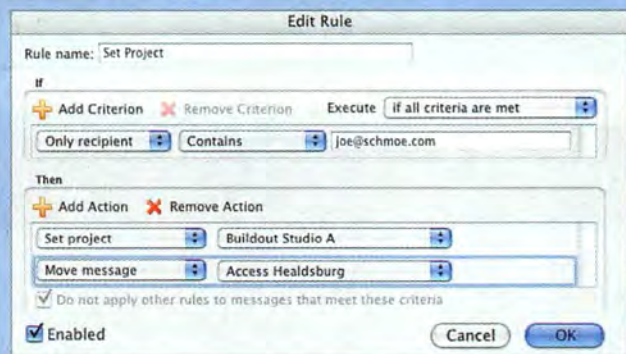 Edit Rule
Rule name: Set Project
If
Add Criterion Remove Criterion Execute if all criteria are met
Only recipient Contains joe@schmoe.com
Then
Add Action Remove Action
Set project Buildout Studio A
Move message Access Healdsburg
Do not apply other rules to messages that meet these criteria
Enabled Cancel OK